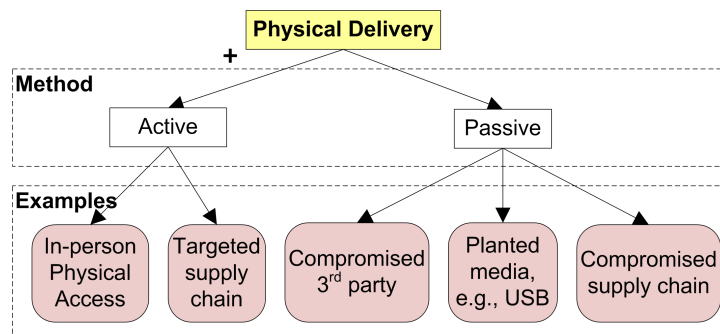 Physical Delivery
+
Method
Active
Passive
Examples
In-person
Physical
Access
Targeted
supply
chain
Compromised
3rd party
Planted
media,
e.g., USB
Compromised
supply chain